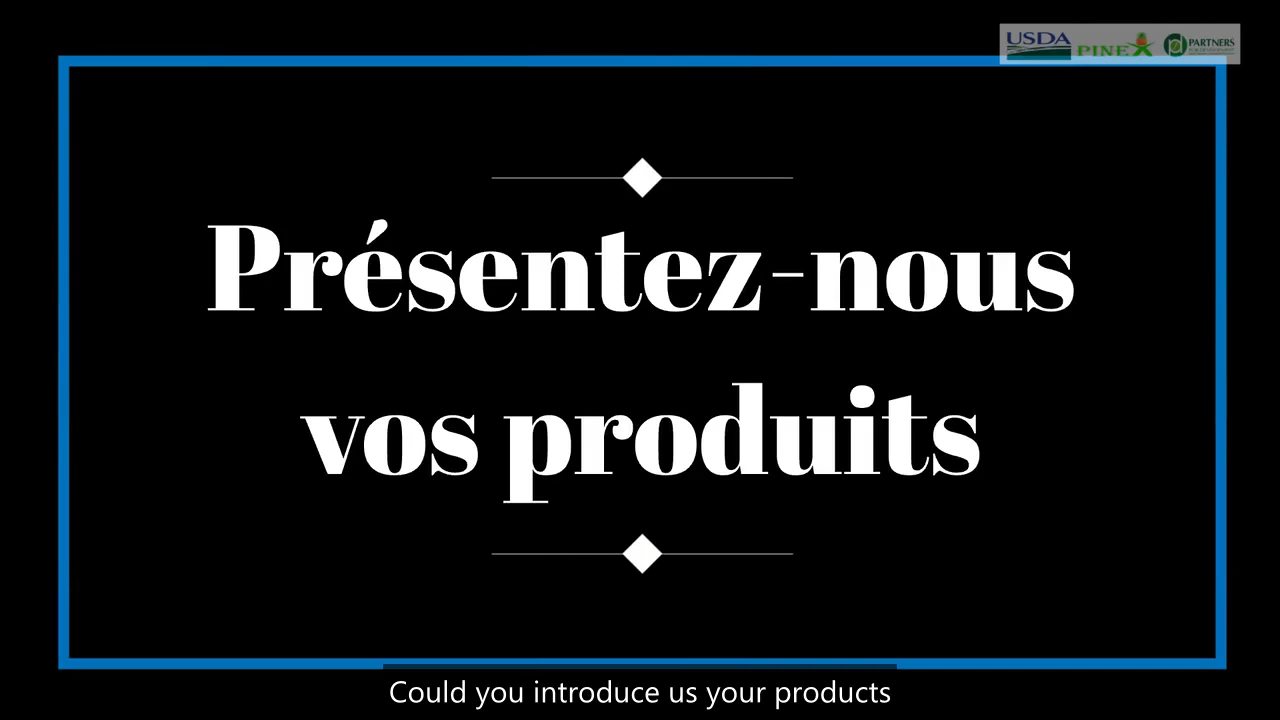 USDA
PINEX
PARTNERS
Présentez-nous
vos produits
Could you introduce us your products